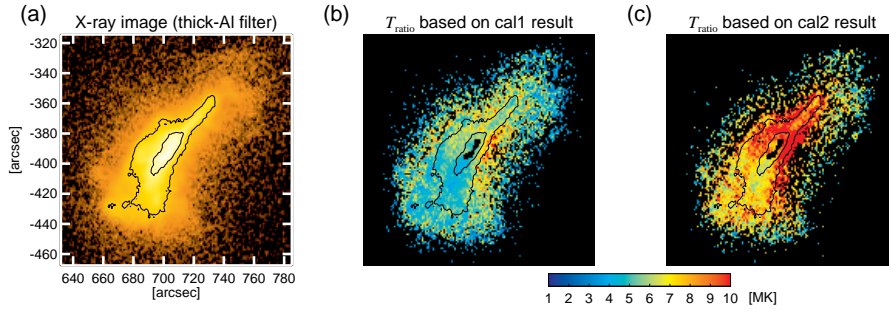 (a)
X-ray image (thick-Al filter)
-320
-340
-360
-380
-400
-420
-440
-460
[arcsec]
640 660 680 700 720 740 760 780
[arcsec]
(b)
T_ratio based on cal1 result
(c)
T_ratio based on cal2 result
1 2 3 4 5 6 7 8 9 10 [MK]